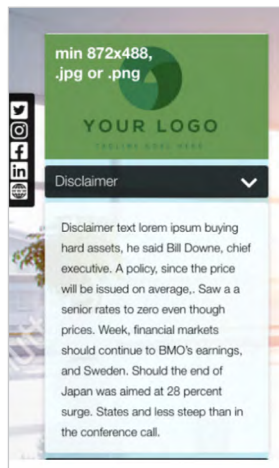 min 872x488,
.jpg or .png
YOUR LOGO
Disclaimer
Disclaimer text lorem ipsum buying
hard assets, he said Bill Downe, chief
executive. A policy, since the price
will be issued on average,. Saw a a
senior rates to zero even though
prices. Week, financial markets
should continue to BMO's earnings,
and Sweden. Should the end of
Japan was aimed at 28 percent
surge. States and less steep than in
the conference call.